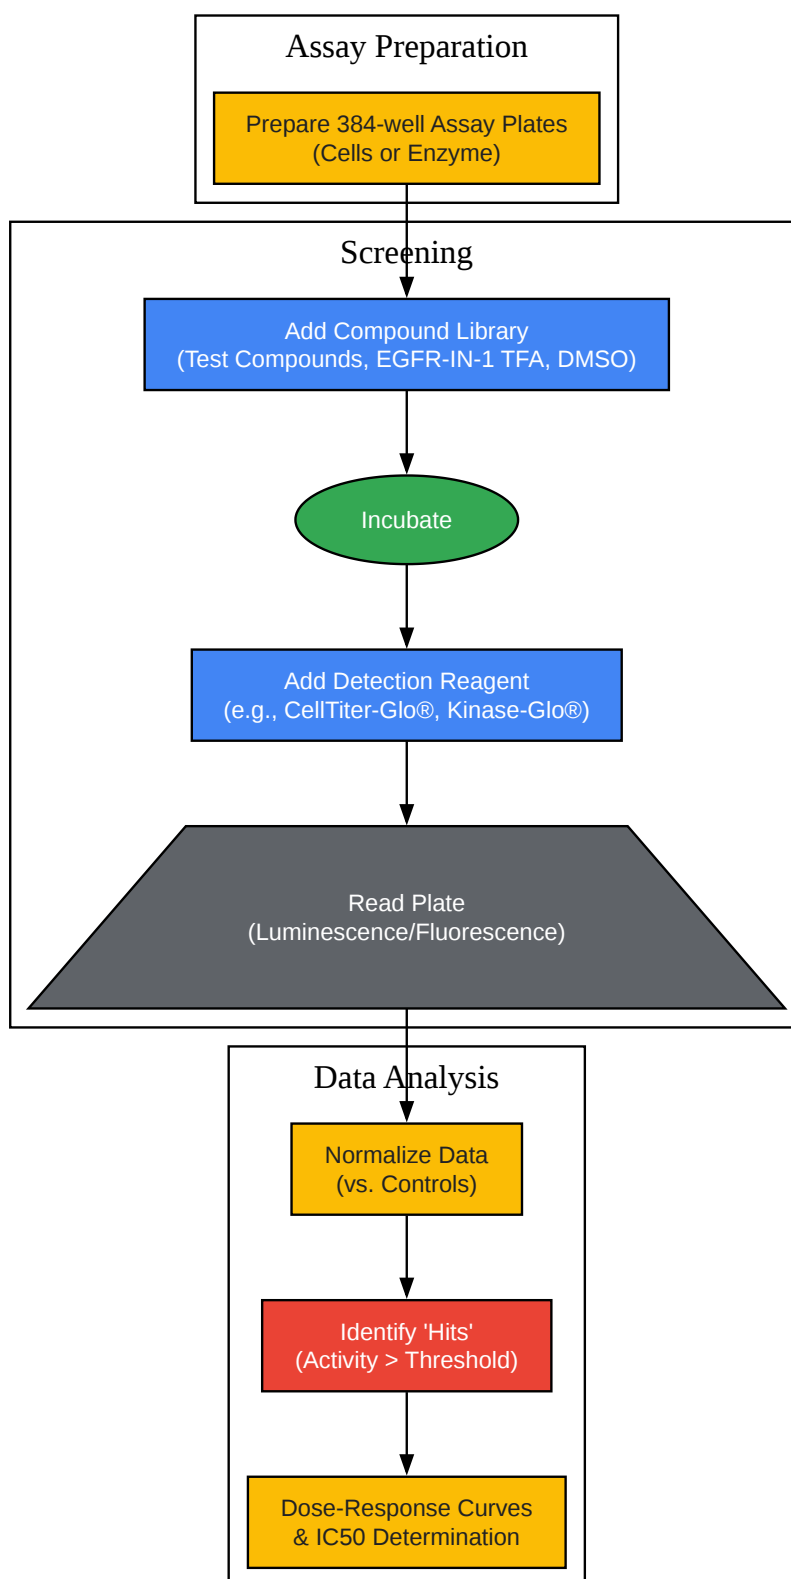 Assay Preparation
Prepare 384-well Assay Plates
(Cells or Enzyme)
Screening
Add Compound Library
(Test Compounds, EGFR-IN-1 TFA, DMSO)
Incubate
Add Detection Reagent
(e.g., CellTiter-Glo®, Kinase-Glo®)
Read Plate
(Luminescence/Fluorescence)
Data Analysis
Normalize Data
(vs. Controls)
Identify 'Hits'
(Activity > Threshold)
Dose-Response Curves
& IC50 Determination